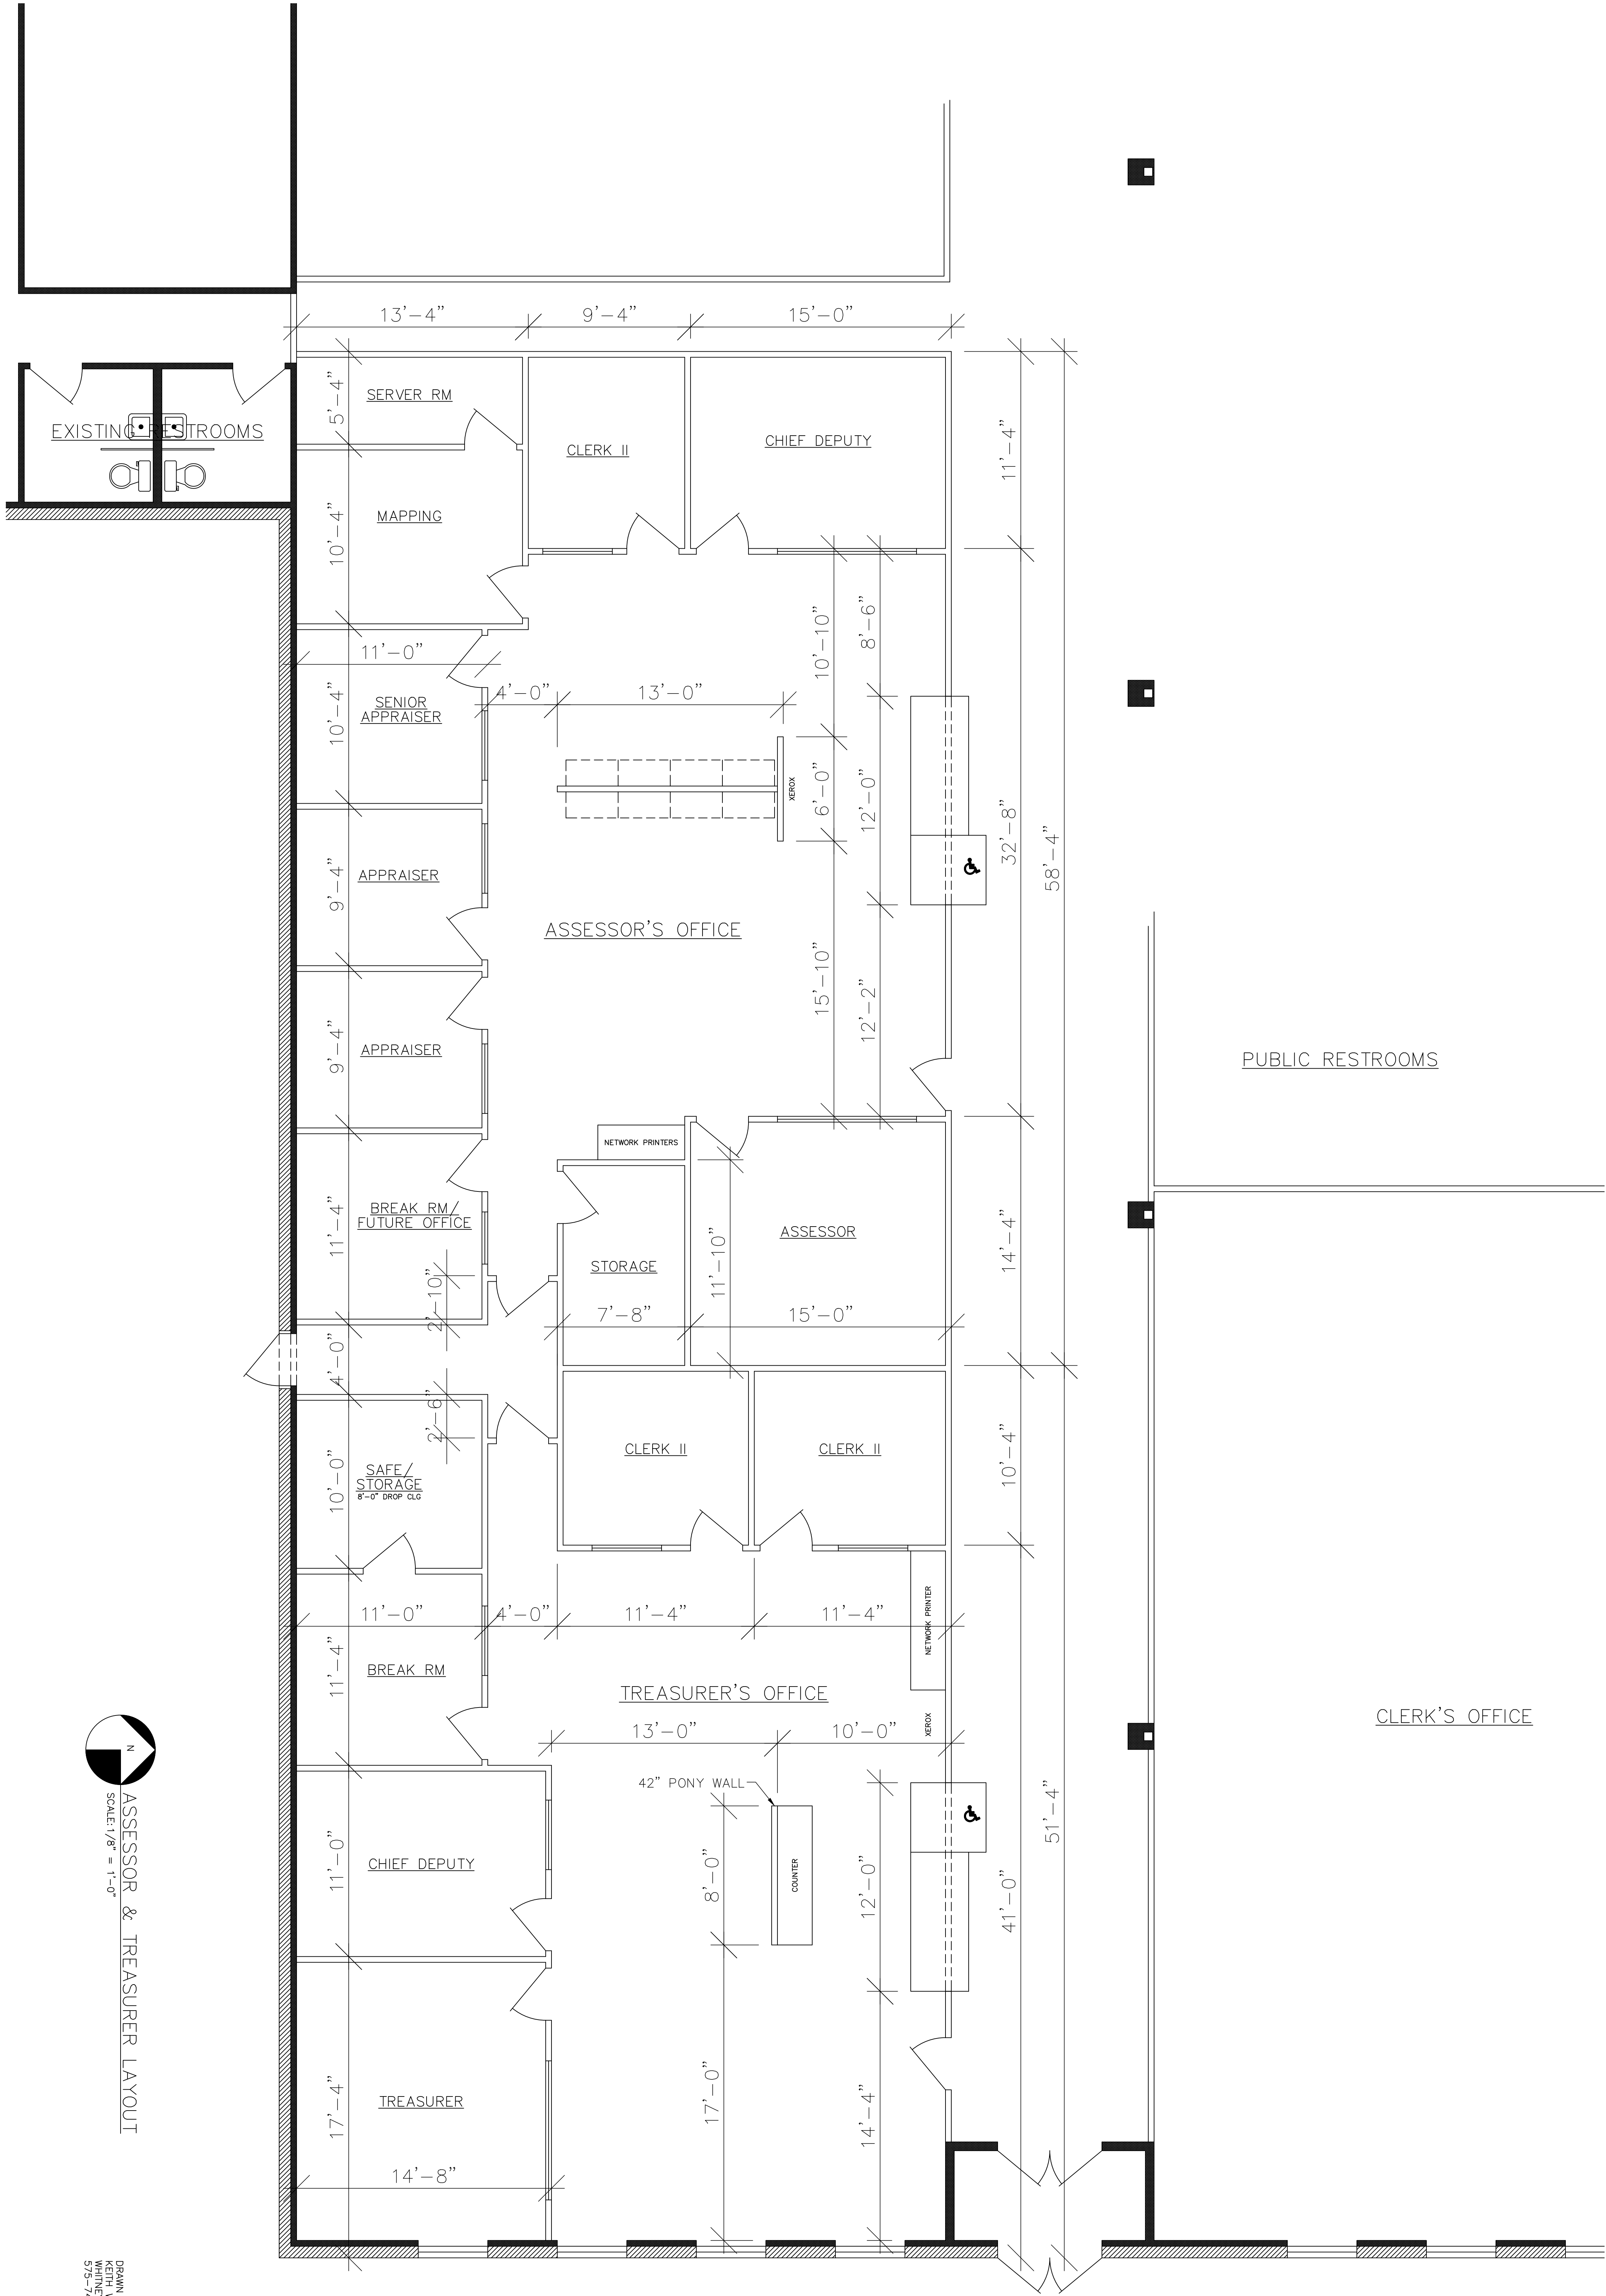 13'-4"
9'-4"
15'-0"
5'-4"
SERVER RM
EXISTING RESTROOMS
CLERK II
CHIEF DEPUTY
11'-4"
MAPPING
10'-4"
11'-0"
10'-10"
8'-6"
SENIOR
APPRAISER
10'-4"
4'-0"
13'-0"
XEROX
6'-0"
12'-0"
32'-8"
58'-4"
APPRAISER
9'-4"
ASSESSOR'S OFFICE
15'-10"
12'-2"
APPRAISER
9'-4"
PUBLIC RESTROOMS
NETWORK PRINTERS
BREAK RM/
FUTURE OFFICE
11'-4"
ASSESSOR
11'-10"
14'-4"
STORAGE
2'-10"
7'-8"
15'-0"
4'-0"
2'-6"
CLERK II
CLERK II
10'-4"
SAFE/
STORAGE
8'-0" DROP CLG
10'-0"
11'-0"
4'-0"
11'-4"
11'-4"
NETWORK PRINTER
BREAK RM
11'-4"
TREASURER'S OFFICE
XEROX
CLERK'S OFFICE
13'-0"
10'-0"
42" PONY WALL
51'-4"
CHIEF DEPUTY
11'-0"
8'-0"
COUNTER
12'-0"
41'-0"
TREASURER
17'-4"
17'-0"
14'-4"
14'-8"
N
ASSESSOR & TREASURER LAYOUT
SCALE: 1/8" = 1'-0"
DRAWN
KEITH